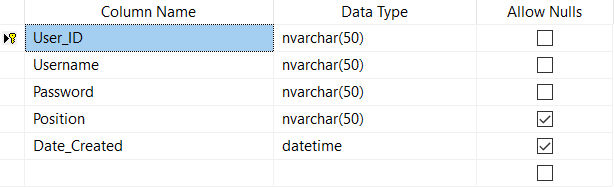 Column Name Data Type Allow Nulls
User_ID nvarchar(50)
Username nvarchar(50)
Password nvarchar(50)
Position nvarchar(50)
Date_Created datetime